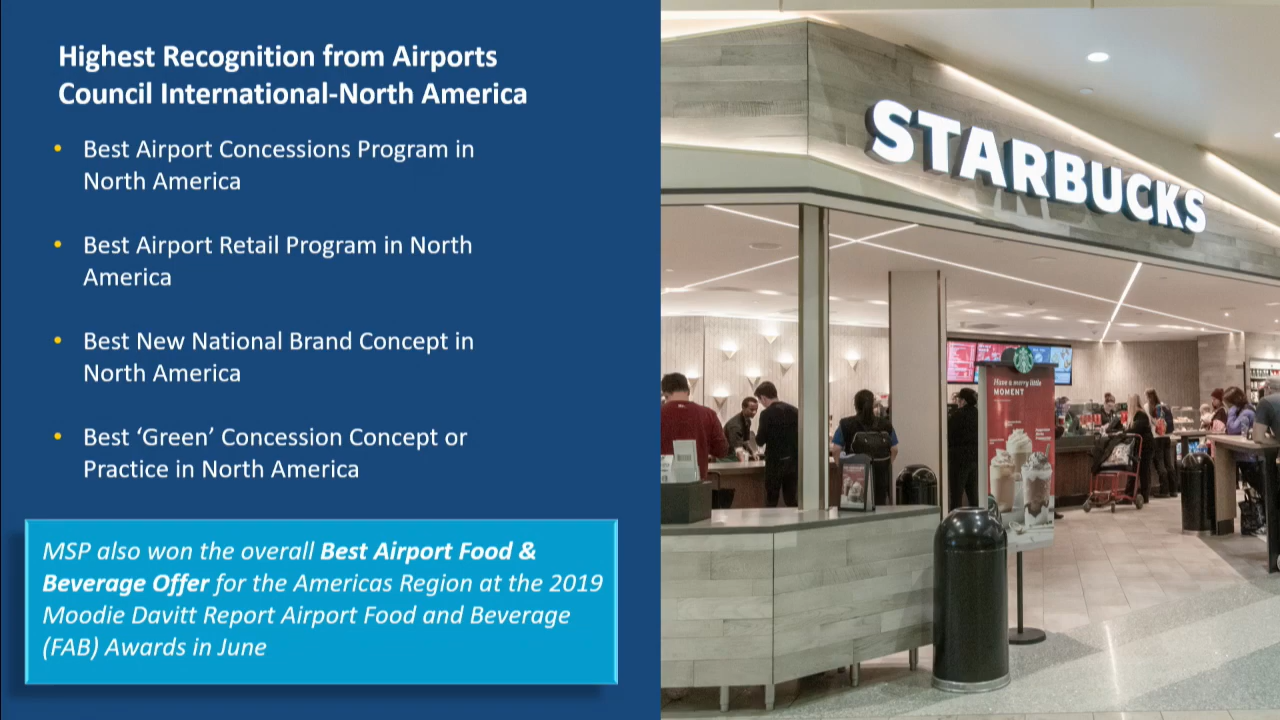 Highest Recognition from Airports
Council International-North America
• Best Airport Concessions Program in
North America
• Best Airport Retail Program in North
America
• Best New National Brand Concept in
North America
• Best ‘Green’ Concession Concept or
Practice in North America
MSP also won the overall Best Airport Food &
Beverage Offer for the Americas Region at the 2019
Moodie Davitt Report Airport Food and Beverage
(FAB) Awards in June
STARBUCKS
Have a merry little
MOMENT